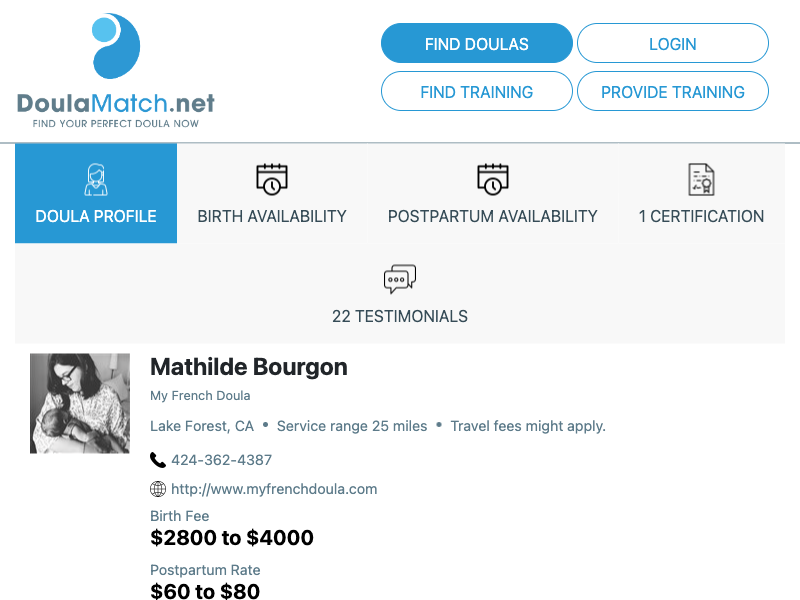 DoulaMatch.net
FIND YOUR PERFECT DOULA NOW
FIND DOULAS
LOGIN
FIND TRAINING
PROVIDE TRAINING
DOULA PROFILE
BIRTH AVAILABILITY
POSTPARTUM AVAILABILITY
1 CERTIFICATION
22 TESTIMONIALS
Mathilde Bourgon
My French Doula
Lake Forest, CA • Service range 25 miles • Travel fees might apply.
424-362-4387
http://www.myfrenchdoula.com
Birth Fee
$2800 to $4000
Postpartum Rate
$60 to $80